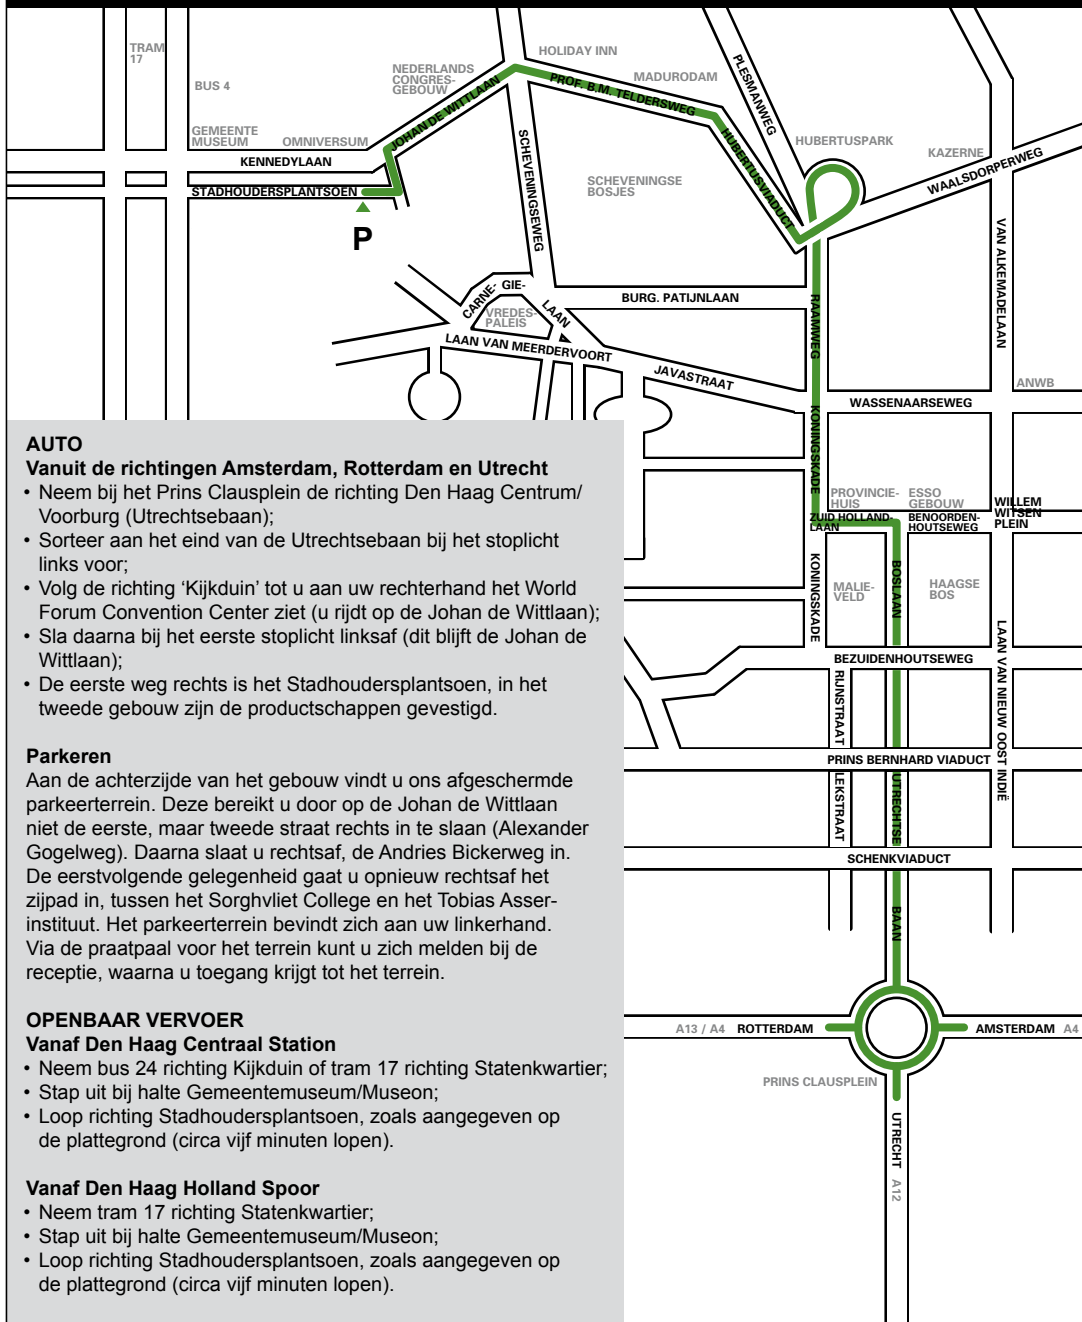 TRAM
17
BUS 4
HOLIDAY INN
NEDERLANDS
CONGRES-
GEBOUW
MADURODAM
PLESMANWEG
JOHAN DE WITTLAAN
PROF. B.M. TELDERSWEG
GEMEENTE
MUSEUM
OMNIVERSUM
HUBERTUSVIADUCT
HUBERTUSPARK
KAZERNE
WAALSDORPERWEG
KENNEDYLAAN
SCHEVENINGSEWEG
SCHEVENINGSE
BOSJES
STADHOUDERSPLANTSOEN
P
VAN ALKEMADELAAN
CARNE-
GIE-
LAAN
BURG. PATIJNLAAN
RAAMWEG
VREDES-
PALEIS
LAAN VAN MEERDERVOORT
JAVASTRAAT
ANWB
WASSENAARSEWEG
KONINGSKADE
PROVINCIE-
HUIS
ESSO
GEBOUW
WILLEM
WITSEN
PLEIN
ZUID HOLLAND-
LAAN
BENOORDEN-
HOUTSEWEG
KONINGSKADE
BOSLAAN
MALIE-
VELD
HAAGSE
BOS
LAAN VAN NIEUW OOST INDIË
BEZUIDENHOUTSEWEG
RIJNSTRAAT
PRINS BERNHARD VIADUCT
LEKSTRAAT
UTRECHTSE
SCHENKVIADUCT
BAAN
A13 / A4 ROTTERDAM
AMSTERDAM A4
PRINS CLAUSPLEIN
UTRECHT A12
AUTO
Vanuit de richtingen Amsterdam, Rotterdam en Utrecht
• Neem bij het Prins Clausplein de richting Den Haag Centrum/
Voorburg (Utrechtsebaan);
• Sorteer aan het eind van de Utrechtsebaan bij het stoplicht
links voor;
• Volg de richting ‘Kijkduin’ tot u aan uw rechterhand het World
Forum Convention Center ziet (u rijdt op de Johan de Wittlaan);
• Sla daarna bij het eerste stoplicht linksaf (dit blijft de Johan de
Wittlaan);
• De eerste weg rechts is het Stadhoudersplantsoen, in het
tweede gebouw zijn de productschappen gevestigd.
Parkeren
Aan de achterzijde van het gebouw vindt u ons afgeschermde
parkeerterrein. Deze bereikt u door op de Johan de Wittlaan
niet de eerste, maar tweede straat rechts in te slaan (Alexander
Gogelweg). Daarna slaat u rechtsaf, de Andries Bickerweg in.
De eerstvolgende gelegenheid gaat u opnieuw rechtsaf het
zijpad in, tussen het Sorghvliet College en het Tobias Asser-
instituut. Het parkeerterrein bevindt zich aan uw linkerhand.
Via de praatpaal voor het terrein kunt u zich melden bij de
receptie, waarna u toegang krijgt tot het terrein.
OPENBAAR VERVOER
Vanaf Den Haag Centraal Station
• Neem bus 24 richting Kijkduin of tram 17 richting Statenkwartier;
• Stap uit bij halte Gemeentemuseum/Museon;
• Loop richting Stadhoudersplantsoen, zoals aangegeven op
de plattegrond (circa vijf minuten lopen).
Vanaf Den Haag Holland Spoor
• Neem tram 17 richting Statenkwartier;
• Stap uit bij halte Gemeentemuseum/Museon;
• Loop richting Stadhoudersplantsoen, zoals aangegeven op
de plattegrond (circa vijf minuten lopen).